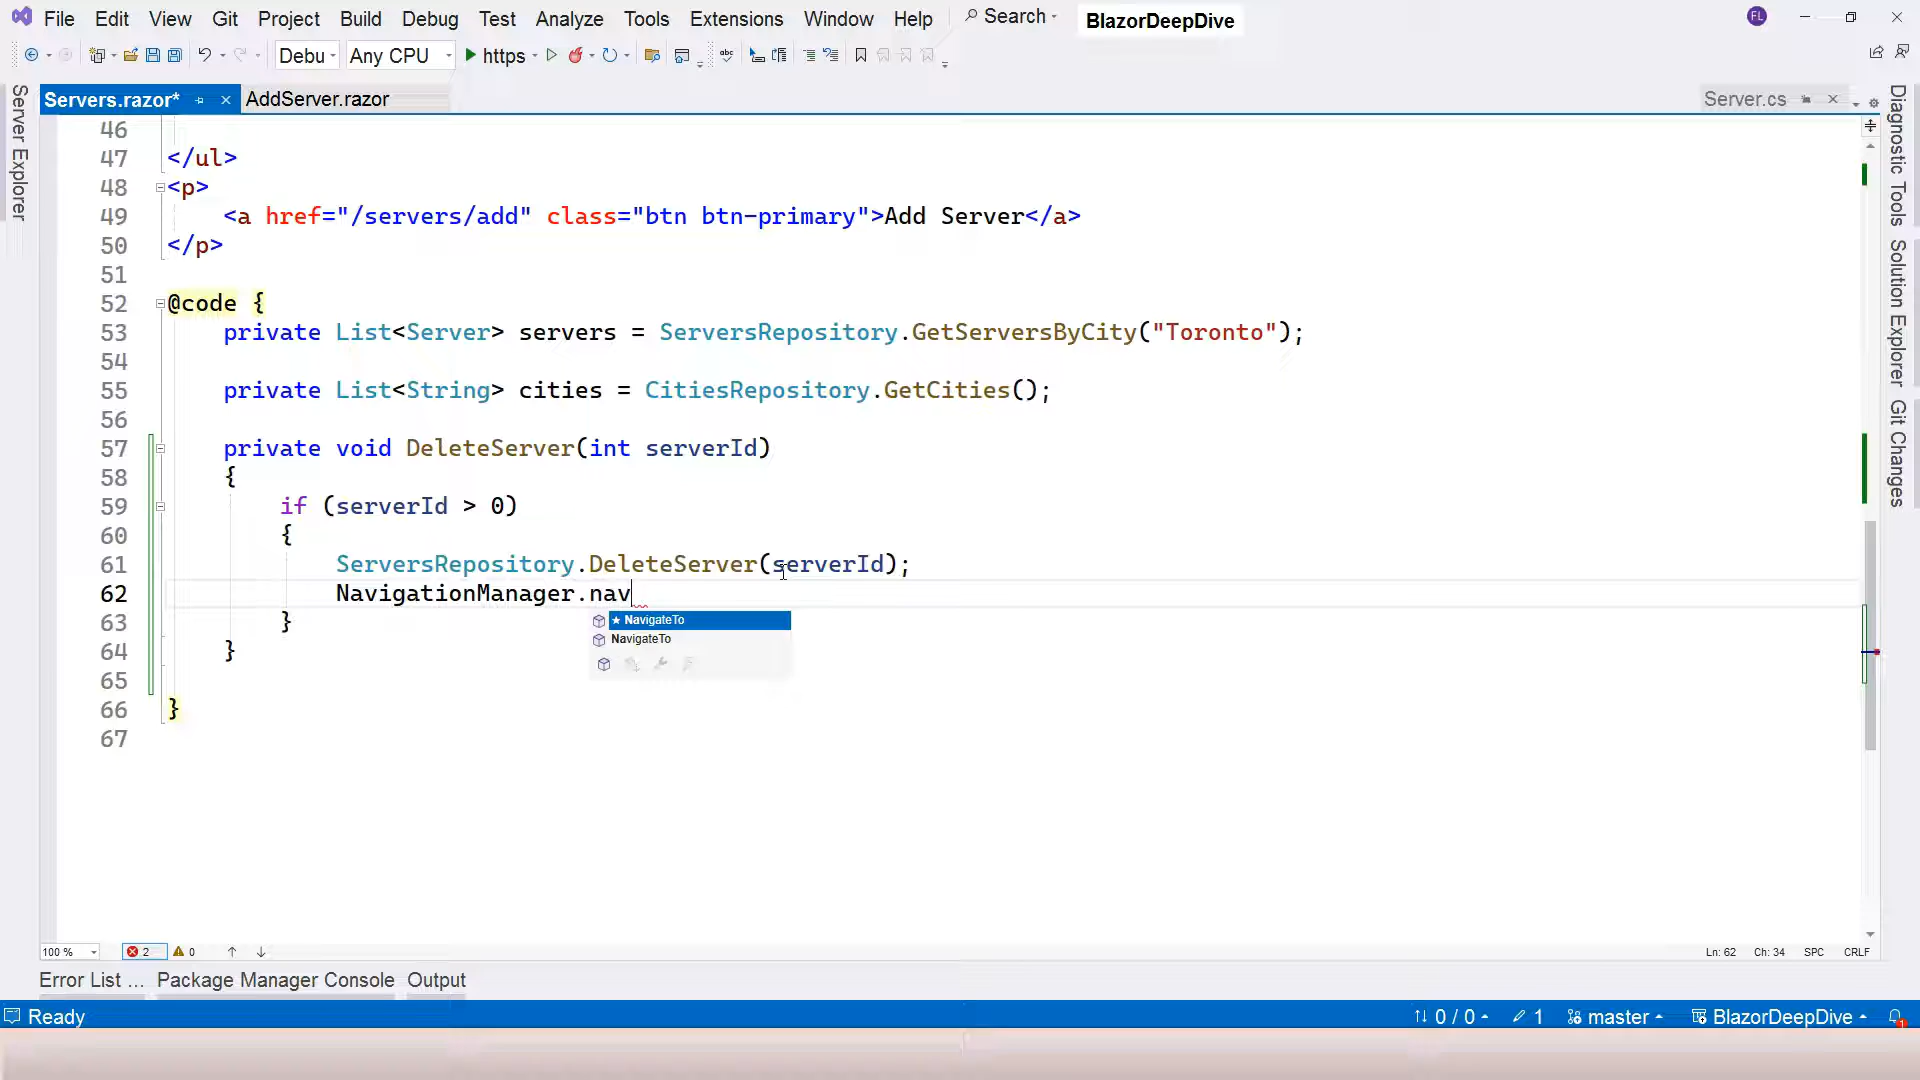 File Edit View Git Project Build Debug Test Analyze Tools Extensions Window Help Search BlazorDeepDive FL
Debu Any CPU https abc
Servers.razor* AddServer.razor Server.cs
Server Explorer
46
47 </ul>
48 <p>
49 <a href="/servers/add" class="btn btn-primary">Add Server</a>
50 </p>
51
52 @code {
53 private List<Server> servers = ServersRepository.GetServersByCity("Toronto");
54
55 private List<String> cities = CitiesRepository.GetCities();
56
57 private void DeleteServer(int serverId)
58 {
59 if (serverId > 0)
60 {
61 ServersRepository.DeleteServer(serverId);
62 NavigationManager.nav
63 }
64 }
65
66 }
67
★ NavigateTo
NavigateTo
Diagnostic Tools
Solution Explorer
Git Changes
100 % 2 0 Ln: 62 Ch: 34 SPC CRLF
Error List ... Package Manager Console Output
Ready 0 / 0 1 master BlazorDeepDive 1